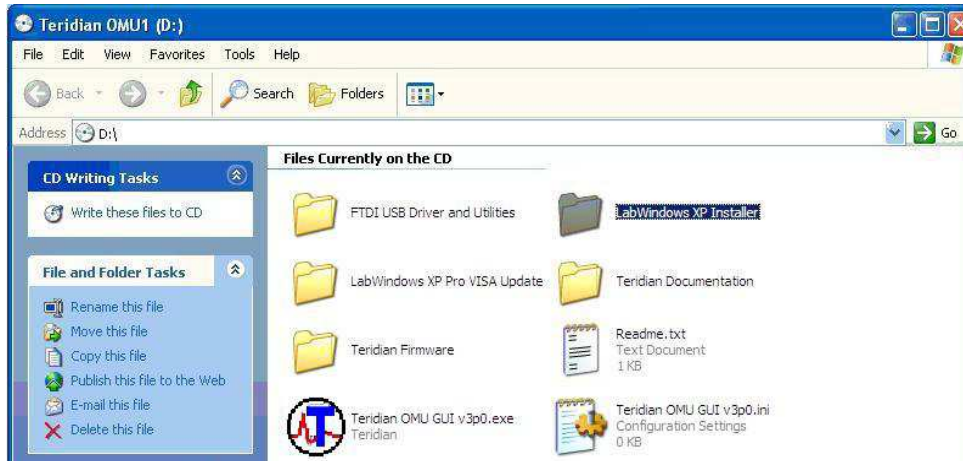 Teridian OMU1 (D:)
File Edit View Favorites Tools Help
Back Search Folders
Address D:\ Go
Files Currently on the CD
CD Writing Tasks
Write these files to CD
File and Folder Tasks
Rename this file
Move this file
Copy this file
Publish this file to the Web
E-mail this file
Delete this file
FTDI USB Driver and Utilities
LabWindows XP Installer
LabWindows XP Pro VISA Update
Teridian Documentation
Teridian Firmware
Readme.txt
Text Document
1 KB
Teridian OMU GUI v3p0.exe
Teridian
Teridian OMU GUI v3p0.ini
Configuration Settings
0 KB